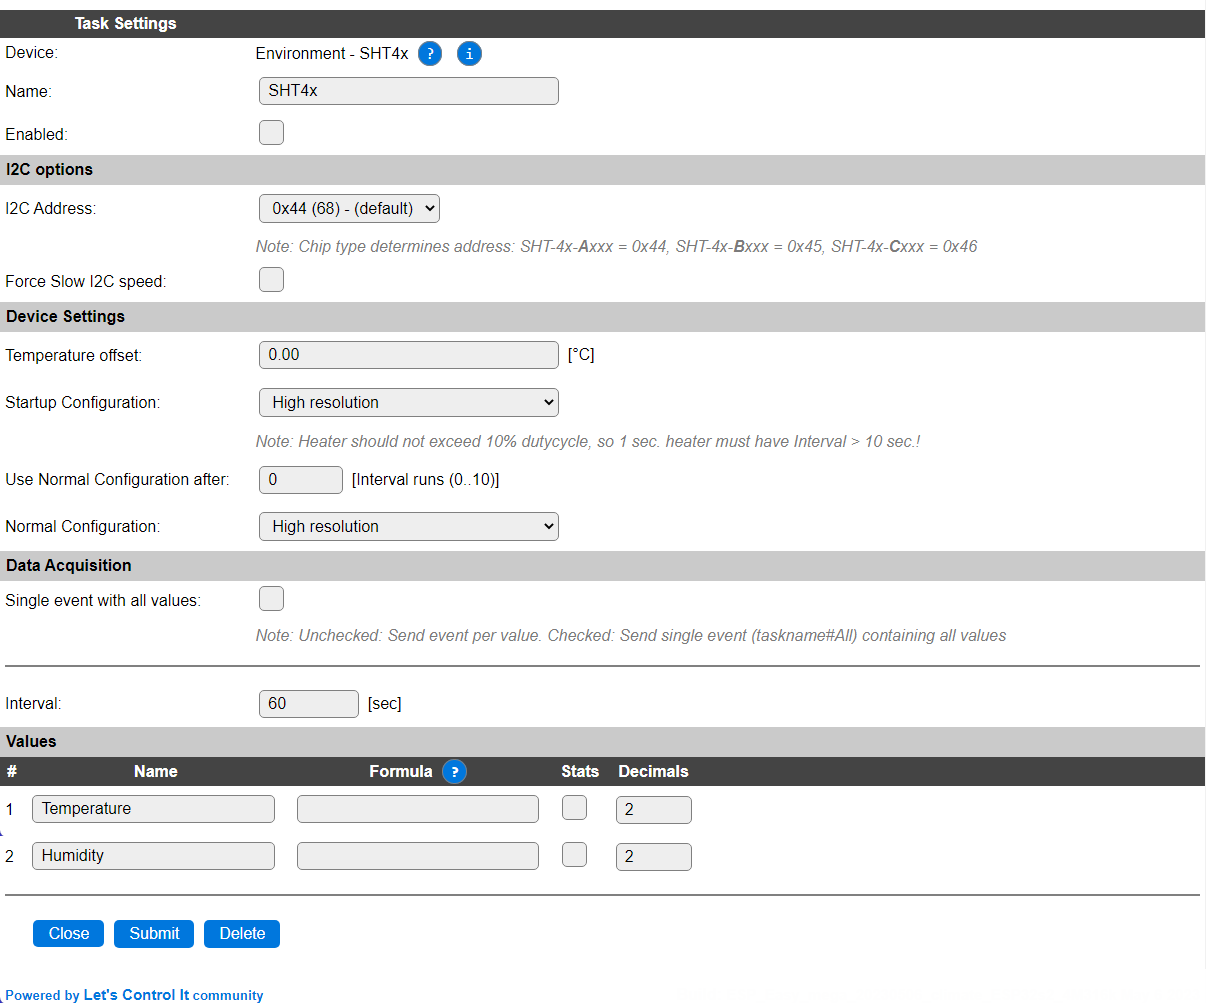 Task Settings
Device: Environment - SHT4x ? i
Name: SHT4x
Enabled:
I2C options
I2C Address: 0x44 (68) - (default)
Note: Chip type determines address: SHT-4x-Axxx = 0x44, SHT-4x-Bxxx = 0x45, SHT-4x-Cxxx = 0x46
Force Slow I2C speed:
Device Settings
Temperature offset: 0.00 [°C]
Startup Configuration: High resolution
Note: Heater should not exceed 10% dutycycle, so 1 sec. heater must have Interval > 10 sec.!
Use Normal Configuration after: 0 [Interval runs (0..10)]
Normal Configuration: High resolution
Data Acquisition
Single event with all values:
Note: Unchecked: Send event per value. Checked: Send single event (taskname#All) containing all values
Interval: 60 [sec]
Values
# Name Formula ? Stats Decimals
1 Temperature 2
2 Humidity 2
Close Submit Delete
Powered by Let's Control It community